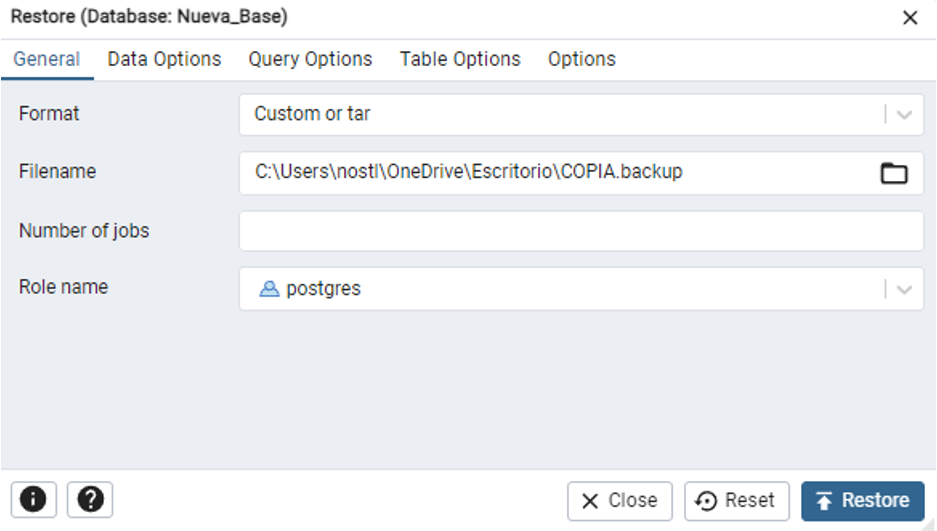 Restore (Database: Nueva_Base)
General Data Options Query Options Table Options Options
Format Custom or tar
Filename C:\Users\nostl\OneDrive\Escritorio\COPIA.backup
Number of jobs
Role name postgres
Close Reset Restore